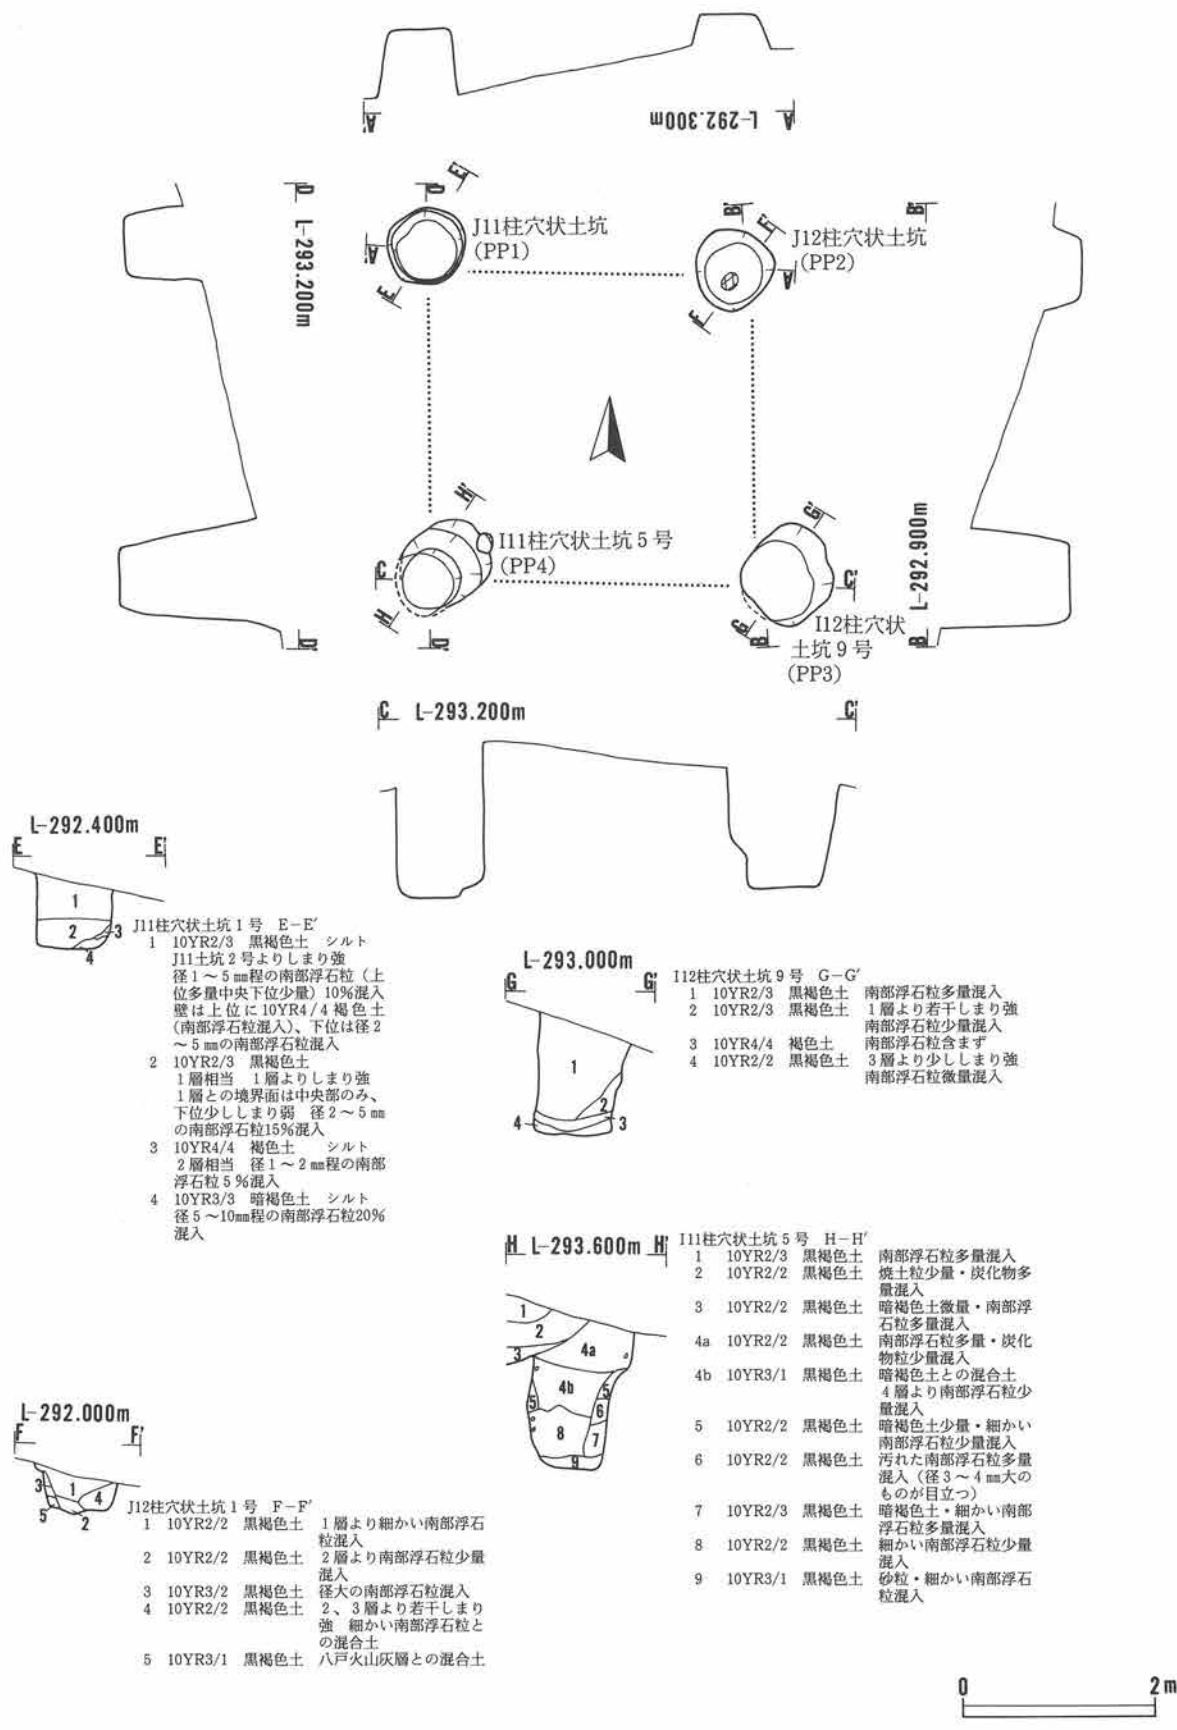 A'
L-292.300m
A
D
L-293.200m
D'
D
E'
A'
E
J11柱穴状土坑
(PP1)
B'
F'
A
F
J12柱穴状土坑
(PP2)
B'
L-292.900m
B
H'
C
H
D'
I11柱穴状土坑5号
(PP4)
G'
C'
G
B
I12柱穴状
土坑9号
(PP3)
C L-293.200m C'
L-292.400m
E E'
1
2
3
4
J11柱穴状土坑1号 E-E′
1 10YR2/3 黒褐色土 シルト
J11土坑2号よりしまり強
径1～5㎜程の南部浮石粒（上
位多量中央下位少量）10%混入
壁は上位に10YR4/4褐色土
（南部浮石粒混入）、下位は径2
～5㎜の南部浮石粒混入
2 10YR2/3 黒褐色土
1層相当 1層よりしまり強
1層との境界面は中央部のみ、
下位少ししまり弱 径2～5㎜
の南部浮石粒15%混入
3 10YR4/4 褐色土 シルト
2層相当 径1～2㎜程の南部
浮石粒5%混入
4 10YR3/3 暗褐色土 シルト
径5～10㎜程の南部浮石粒20%
混入
L-293.000m
G G'
1
2
3
4
I12柱穴状土坑9号 G-G′
1 10YR2/3 黒褐色土 南部浮石粒多量混入
2 10YR2/3 黒褐色土 1層より若干しまり強
南部浮石粒少量混入
3 10YR4/4 褐色土 南部浮石粒含まず
4 10YR2/2 黒褐色土 3層より少ししまり強
南部浮石粒微量混入
H L-293.600m H'
1
2
3
4a
4b
5
5
6
7
8
9
I11柱穴状土坑5号 H-H′
1 10YR2/3 黒褐色土 南部浮石粒多量混入
2 10YR2/2 黒褐色土 焼土粒少量・炭化物多
量混入
3 10YR2/2 黒褐色土 暗褐色土微量・南部浮
石粒多量混入
4a 10YR2/2 黒褐色土 南部浮石粒多量・炭化
物粒少量混入
4b 10YR3/1 黒褐色土 暗褐色土との混合土
4層より南部浮石粒少
量混入
5 10YR2/2 黒褐色土 暗褐色土少量・細かい
南部浮石粒少量混入
6 10YR2/2 黒褐色土 汚れた南部浮石粒多量
混入（径3～4㎜大の
ものが目立つ）
7 10YR2/3 黒褐色土 暗褐色土・細かい南部
浮石粒多量混入
8 10YR2/2 黒褐色土 細かい南部浮石粒少量
混入
9 10YR3/1 黒褐色土 砂粒・細かい南部浮石
粒混入
L-292.000m
F F'
1
2
3
4
5
J12柱穴状土坑1号 F-F′
1 10YR2/2 黒褐色土 1層より細かい南部浮石
粒混入
2 10YR2/2 黒褐色土 2層より南部浮石粒少量
混入
3 10YR3/2 黒褐色土 径大の南部浮石粒混入
4 10YR2/2 黒褐色土 2、3層より若干しまり
強 細かい南部浮石粒と
の混合土
5 10YR3/1 黒褐色土 八戸火山灰層との混合土
0 2m